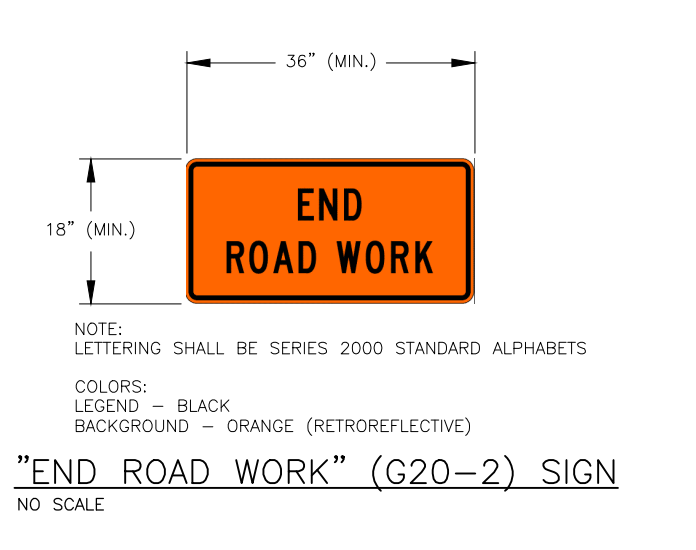 36” (MIN.)
18” (MIN.)
END
ROAD WORK
NOTE:
LETTERING SHALL BE SERIES 2000 STANDARD ALPHABETS
COLORS:
LEGEND – BLACK
BACKGROUND – ORANGE (RETROREFLECTIVE)
”END ROAD WORK” (G20–2) SIGN
NO SCALE